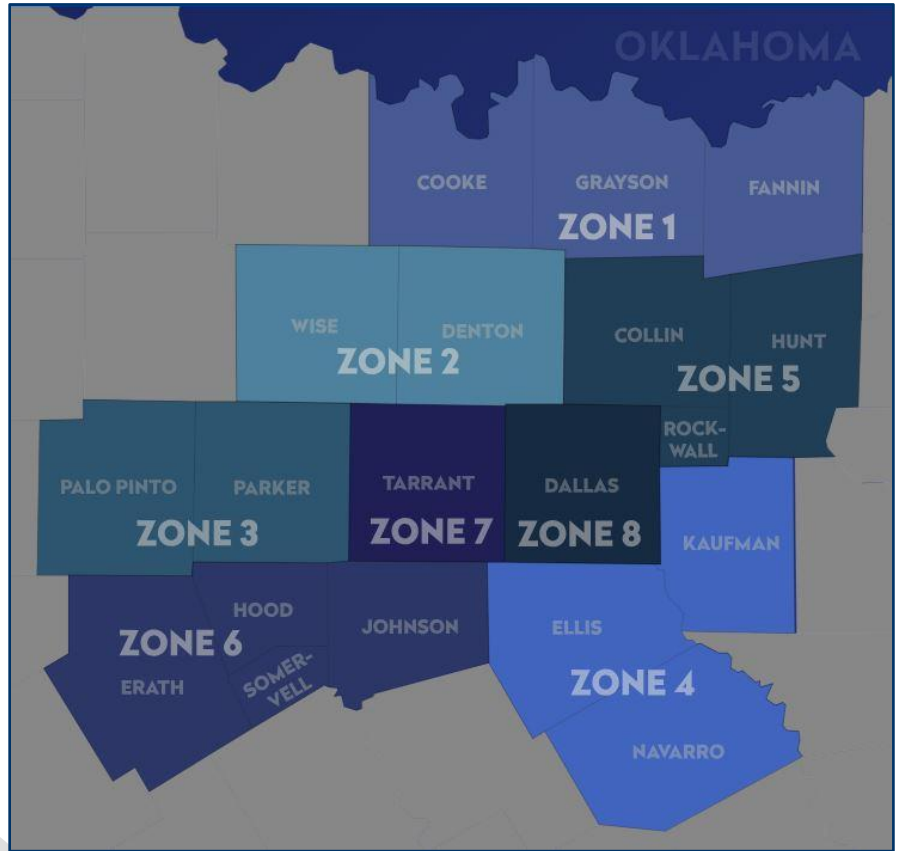 OKLAHOMA
COOKE
GRAYSON
FANNIN
ZONE 1
WISE
DENTON
ZONE 2
COLLIN
HUNT
ZONE 5
ROCK-
WALL
PALO PINTO
PARKER
ZONE 3
TARRANT
ZONE 7
DALLAS
ZONE 8
KAUFMAN
HOOD
ZONE 6
ERATH
SOMER-
VELL
JOHNSON
ELLIS
ZONE 4
NAVARRO